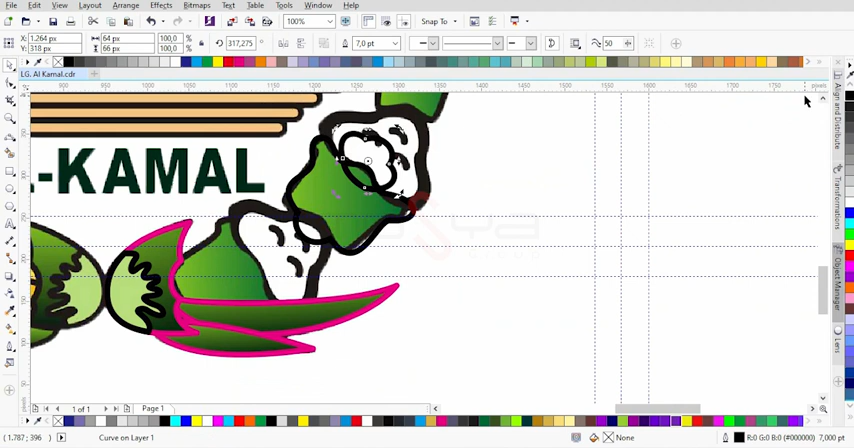 File Edit View Layout Arrange Effects Bitmaps Text Table Tools Window Help
100% Snap To
X: 1.264 px 64 px 100,0 % 317,275 ° 7,0 pt 50
Y: 318 px 66 px 100,0 %
LG. Al Kamal.cdr
900 1000 1050 1100 1150 1200 1250 1300 1350 1400 1450 1500 1550 1600 1650 1700 1750 pixels
Align and Distribute
Transformations
Object Manager
Lens
-KAMAL
1 of 1 Page 1
(1.787; 396) Curve on Layer 1 None R:0 G:0 B:0 (#000000) 7,000 pt